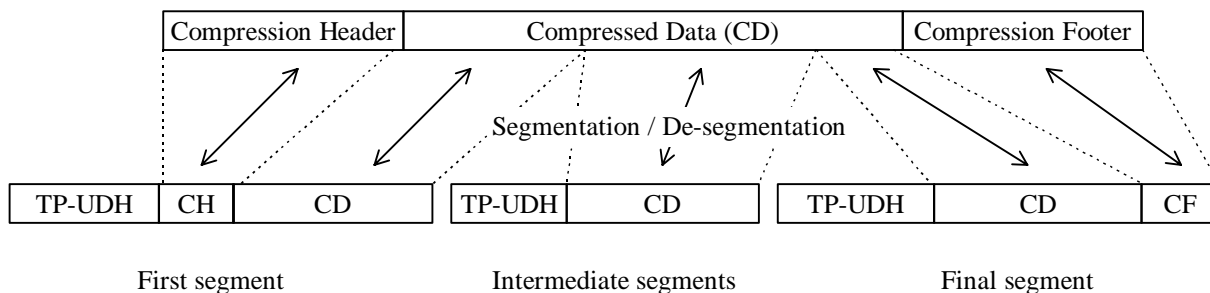 Compression Header Compressed Data (CD) Compression Footer
Segmentation / De-segmentation
TP-UDH CH CD TP-UDH CD TP-UDH CD CF
First segment Intermediate segments Final segment